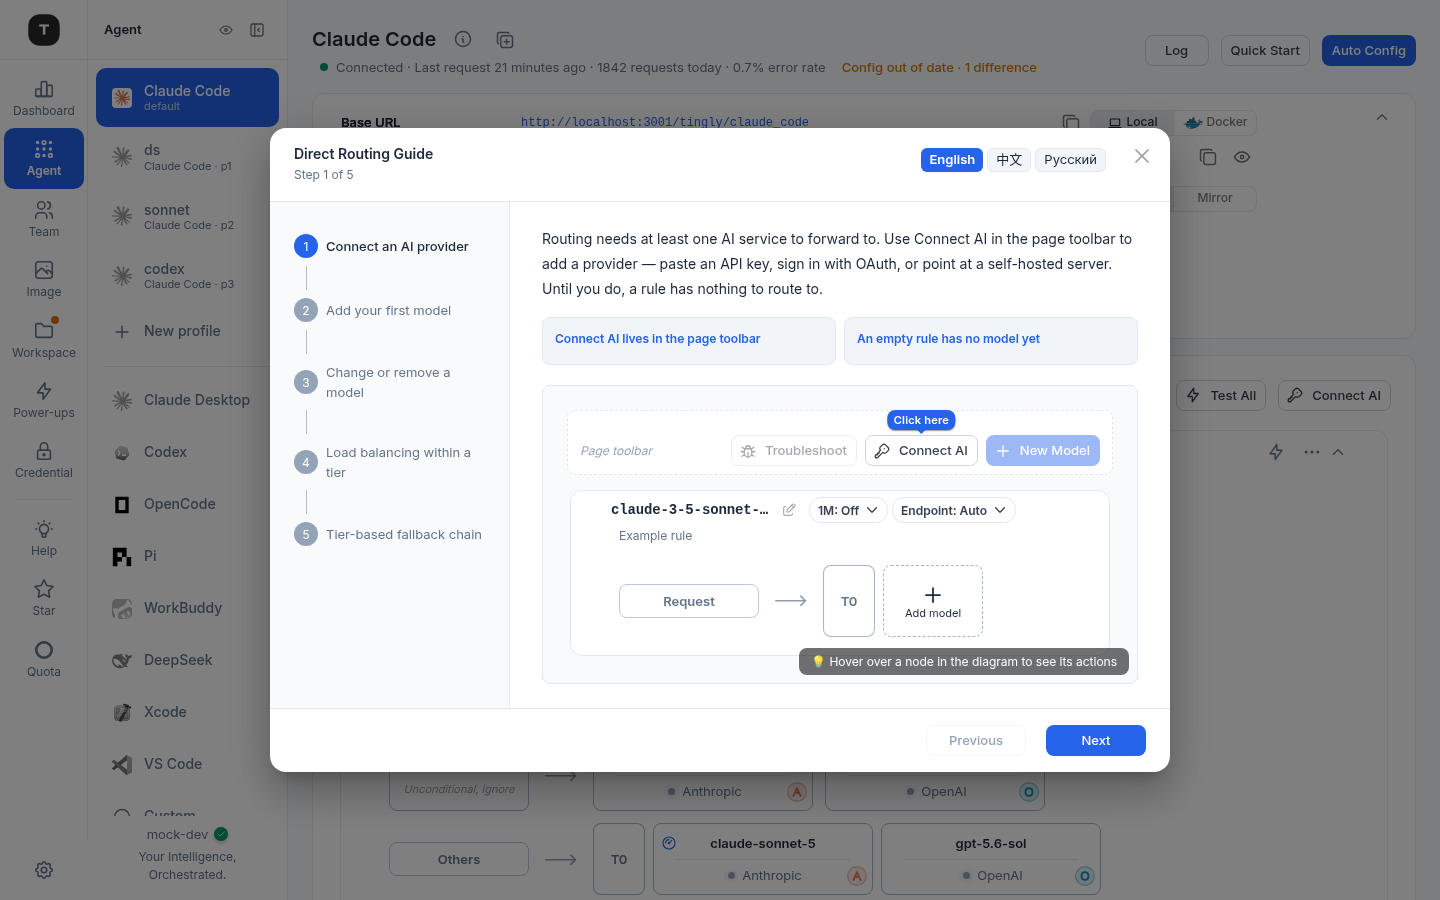 T
Agent
Dashboard
Agent
Team
Image
Workspace
Power-ups
Credential
Help
Star
Quota
Claude Code
default
ds
Claude Code · p1
sonnet
Claude Code · p2
codex
Claude Code · p3
New profile
Claude Desktop
Codex
OpenCode
Pi
WorkBuddy
DeepSeek
Xcode
VS Code
Custom
mock-dev
Your Intelligence,
Orchestrated.
Claude Code
Connected · Last request 21 minutes ago · 1842 requests today · 0.7% error rate Config out of date · 1 difference
Log
Quick Start
Auto Config
Base URL
http://localhost:3001/tingly/claude_code
Local
Docker
Mirror
Test All
Connect AI
Direct Routing Guide
Step 1 of 5
English
中文
Русский
1 Connect an AI provider
2 Add your first model
3 Change or remove a
model
4 Load balancing within a
tier
5 Tier-based fallback chain
Routing needs at least one AI service to forward to. Use Connect AI in the page toolbar to
add a provider — paste an API key, sign in with OAuth, or point at a self-hosted server.
Until you do, a rule has nothing to route to.
Connect AI lives in the page toolbar
An empty rule has no model yet
Click here
Page toolbar
Troubleshoot
Connect AI
New Model
claude-3-5-sonnet-…
1M: Off
Endpoint: Auto
Example rule
Request
T0
Add model
💡 Hover over a node in the diagram to see its actions
Previous
Next
Unconditional, ignore
Anthropic
A
OpenAI
O
Others
T0
claude-sonnet-5
Anthropic
A
gpt-5.6-sol
OpenAI
O